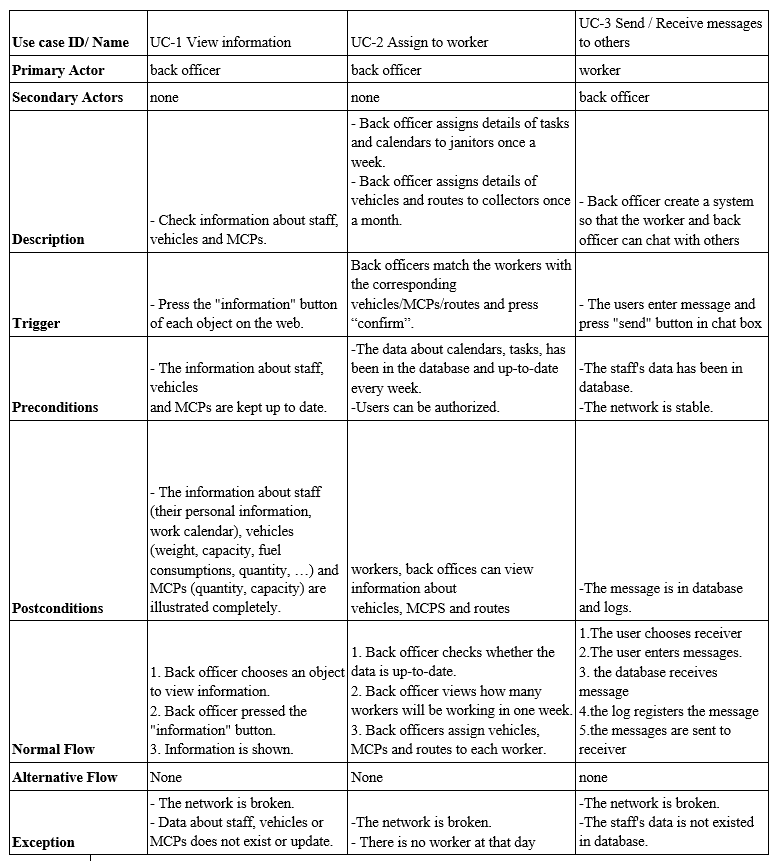 Use case ID/ Name
UC-1 View information
UC-2 Assign to worker
UC-3 Send / Receive messages
to others
Primary Actor
back officer
back officer
worker
Secondary Actors
none
none
back officer
Description
- Check information about staff,
vehicles and MCPs.
- Back officer assigns details of tasks
and calendars to janitors once a
week.
- Back officer assigns details of
vehicles and routes to collectors once
a month.
- Back officer create a system
so that the worker and back
officer can chat with others
Trigger
- Press the "information" button
of each object on the web.
Back officers match the workers with
the corresponding
vehicles/MCPs/routes and press
“confirm”.
- The users enter message and
press "send" button in chat box
Preconditions
- The information about staff,
vehicles
and MCPs are kept up to date.
-The data about calendars, tasks, has
been in the database and up-to-date
every week.
-Users can be authorized.
-The staff's data has been in
database.
-The network is stable.
Postconditions
- The information about staff
(their personal information,
work calendar), vehicles
(weight, capacity, fuel
consumptions, quantity, …) and
MCPs (quantity, capacity) are
illustrated completely.
workers, back offices can view
information about
vehicles, MCPS and routes
-The message is in database
and logs.
Normal Flow
1. Back officer chooses an object
to view information.
2. Back officer pressed the
"information" button.
3. Information is shown.
1. Back officer checks whether the
data is up-to-date.
2. Back officer views how many
workers will be working in one week.
3. Back officers assign vehicles,
MCPs and routes to each worker.
1.The user chooses receiver
2.The user enters messages.
3. the database receives
message
4.the log registers the message
5.the messages are sent to
receiver
Alternative Flow
None
None
none
Exception
- The network is broken.
- Data about staff, vehicles or
MCPs does not exist or update.
-The network is broken.
- There is no worker at that day
-The network is broken.
-The staff's data is not existed
in database.